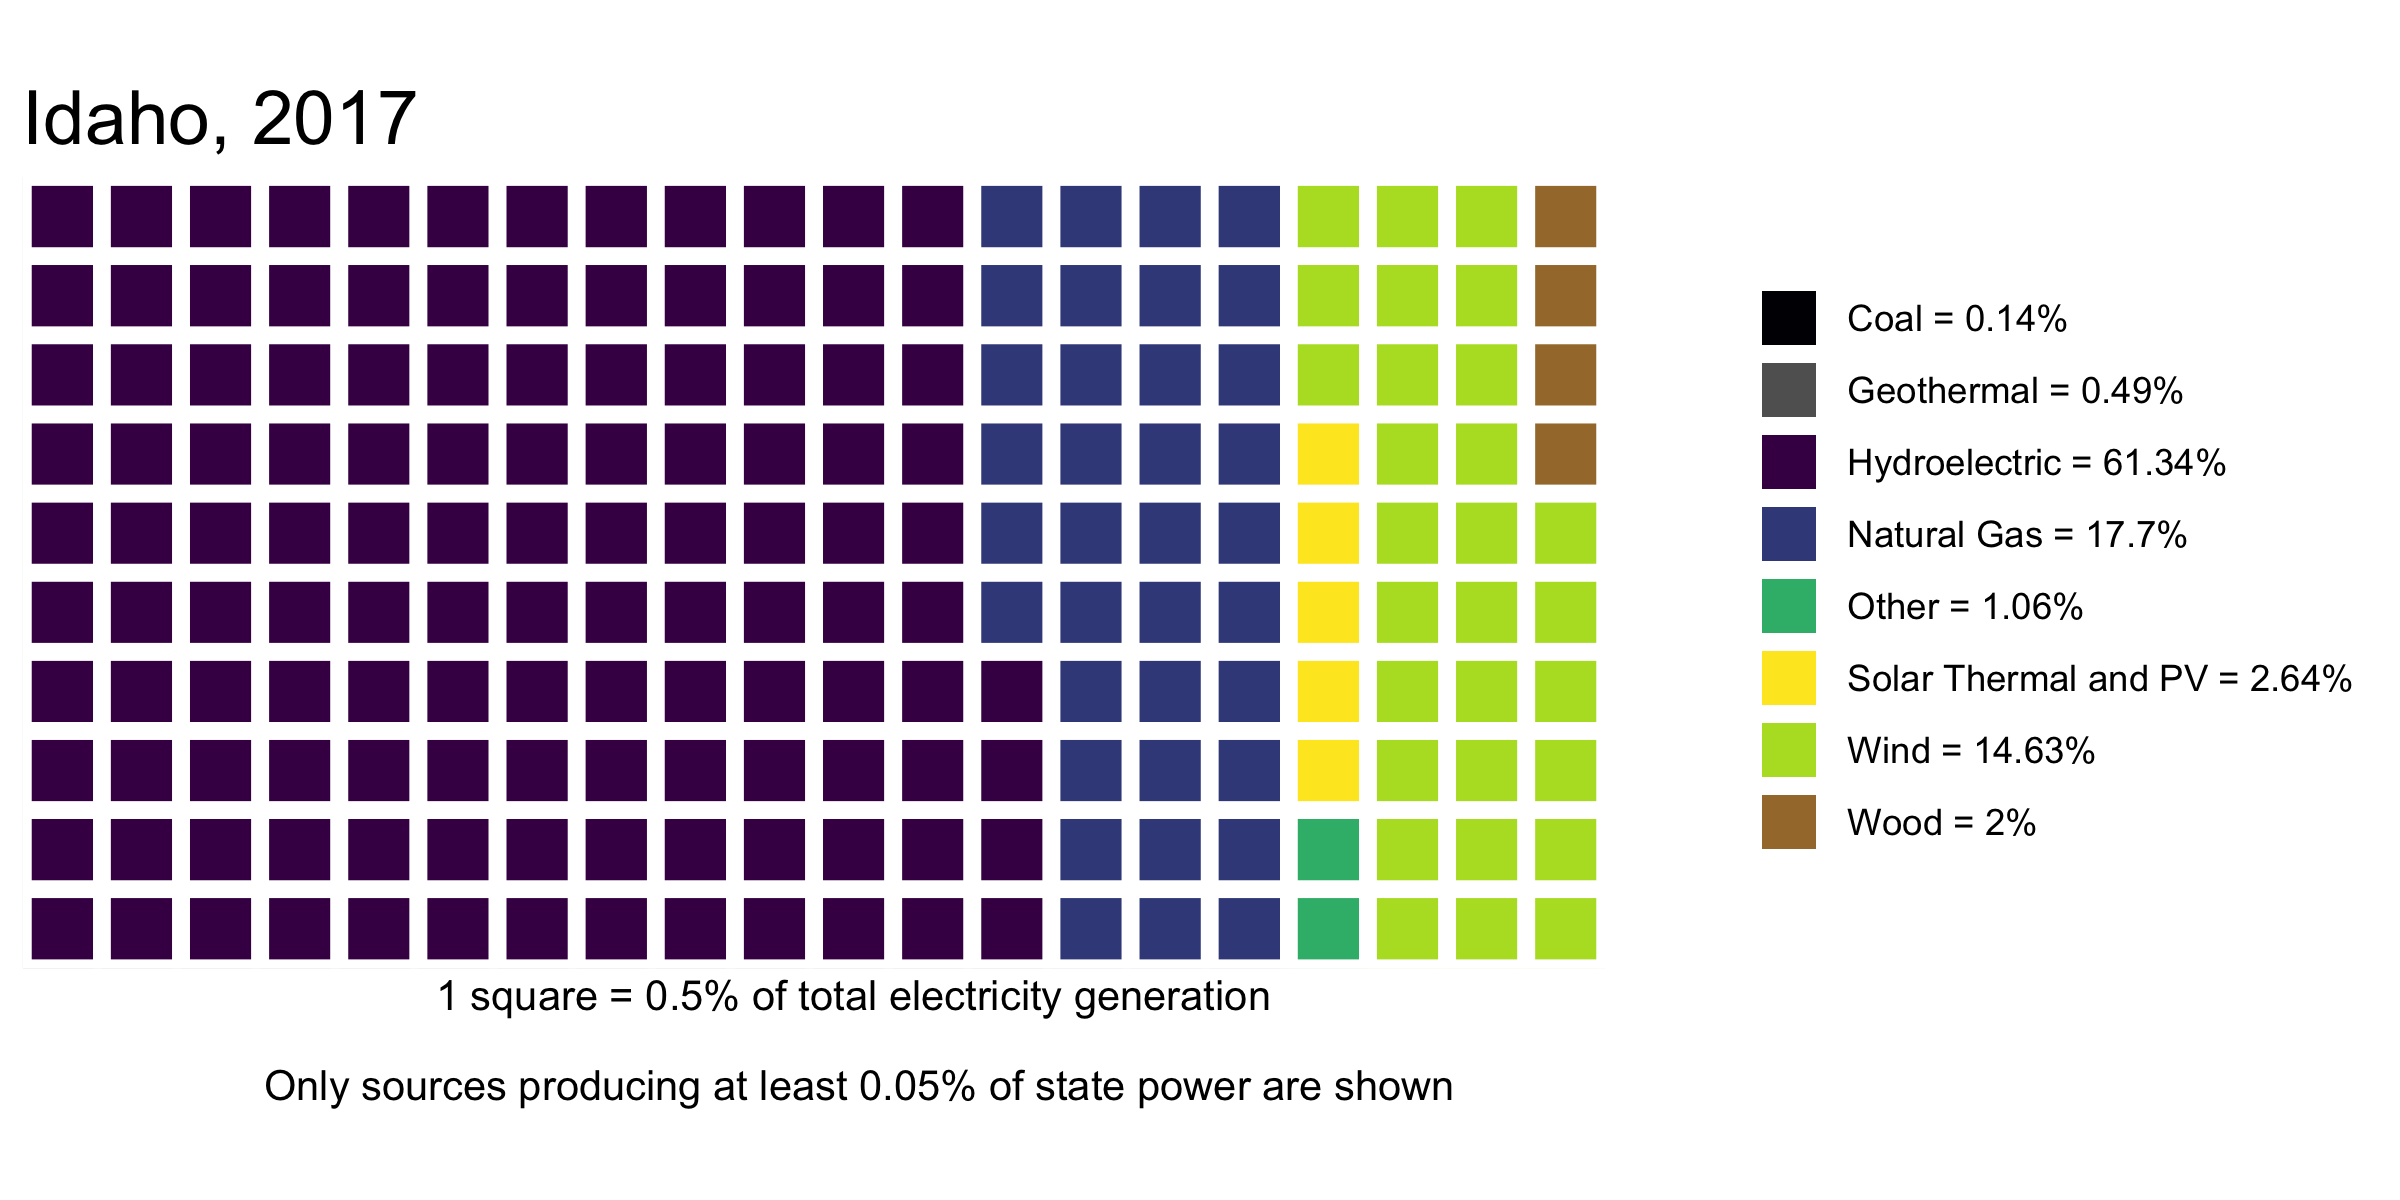 Idaho, 2017
Coal = 0.14%
Geothermal = 0.49%
Hydroelectric = 61.34%
Natural Gas = 17.7%
Other = 1.06%
Solar Thermal and PV = 2.64%
Wind = 14.63%
Wood = 2%
1 square = 0.5% of total electricity generation
Only sources producing at least 0.05% of state power are shown